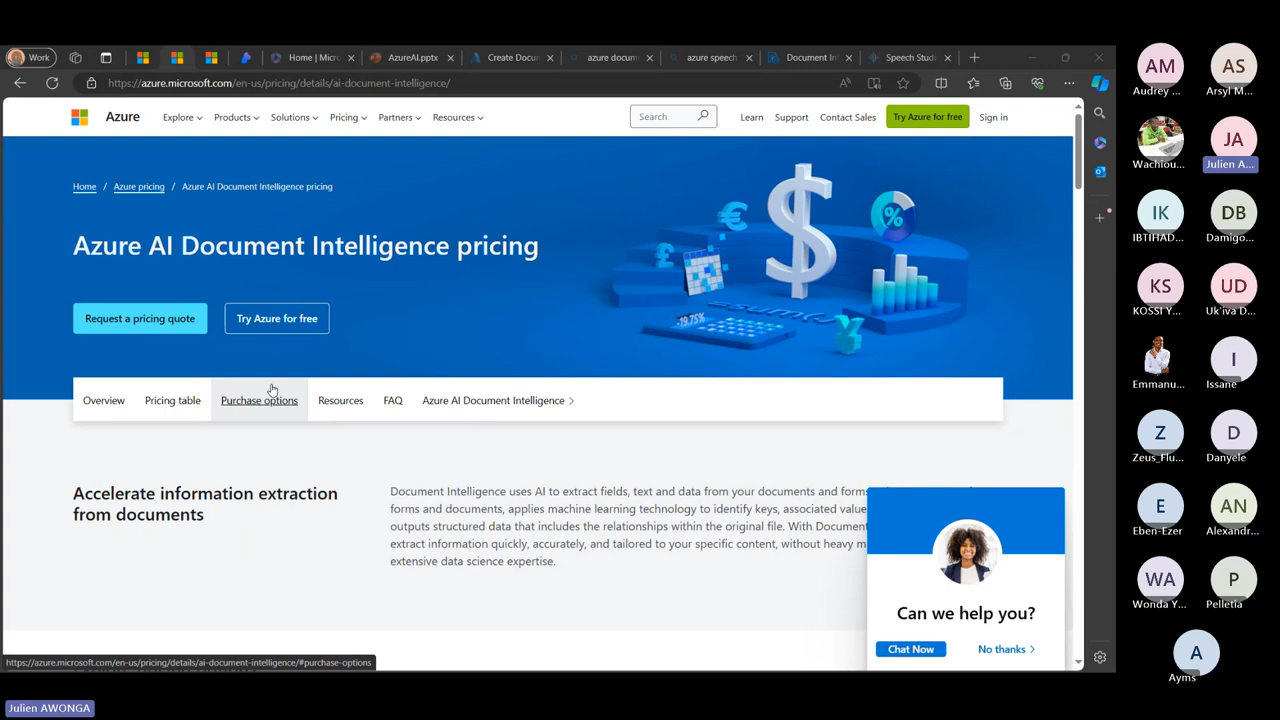 Work
Home | Micr
AzureAI.pptx
Create Docu
azure docum
azure speech
Document In
Speech Studi
https://azure.microsoft.com/en-us/pricing/details/ai-document-intelligence/
Azure
Explore
Products
Solutions
Pricing
Partners
Resources
Search
Learn
Support
Contact Sales
Try Azure for free
Sign in
Home / Azure pricing / Azure AI Document Intelligence pricing
Azure AI Document Intelligence pricing
Request a pricing quote
Try Azure for free
-19.75%
Overview
Pricing table
Purchase options
Resources
FAQ
Azure AI Document Intelligence
Accelerate information extraction
from documents
Document Intelligence uses AI to extract fields, text and data from your documents and form
forms and documents, applies machine learning technology to identify keys, associated value
outputs structured data that includes the relationships within the original file. With Document
extract information quickly, accurately, and tailored to your specific content, without heavy m
extensive data science expertise.
Can we help you?
Chat Now
No thanks
https://azure.microsoft.com/en-us/pricing/details/ai-document-intelligence/#purchase-options
Julien AWONGA
AM
Audrey ...
AS
Arsyl M...
Wachiou...
JA
Julien A...
IK
IBTIHAD...
DB
Damigo...
KS
KOSSI Y...
UD
Uk'iva D...
Emmanu...
I
Issane
Z
Zeus_Flu...
D
Danyele
E
Eben-Ezer
AN
Alexandr...
WA
Wonda Y...
P
Pelletia
A
Ayms